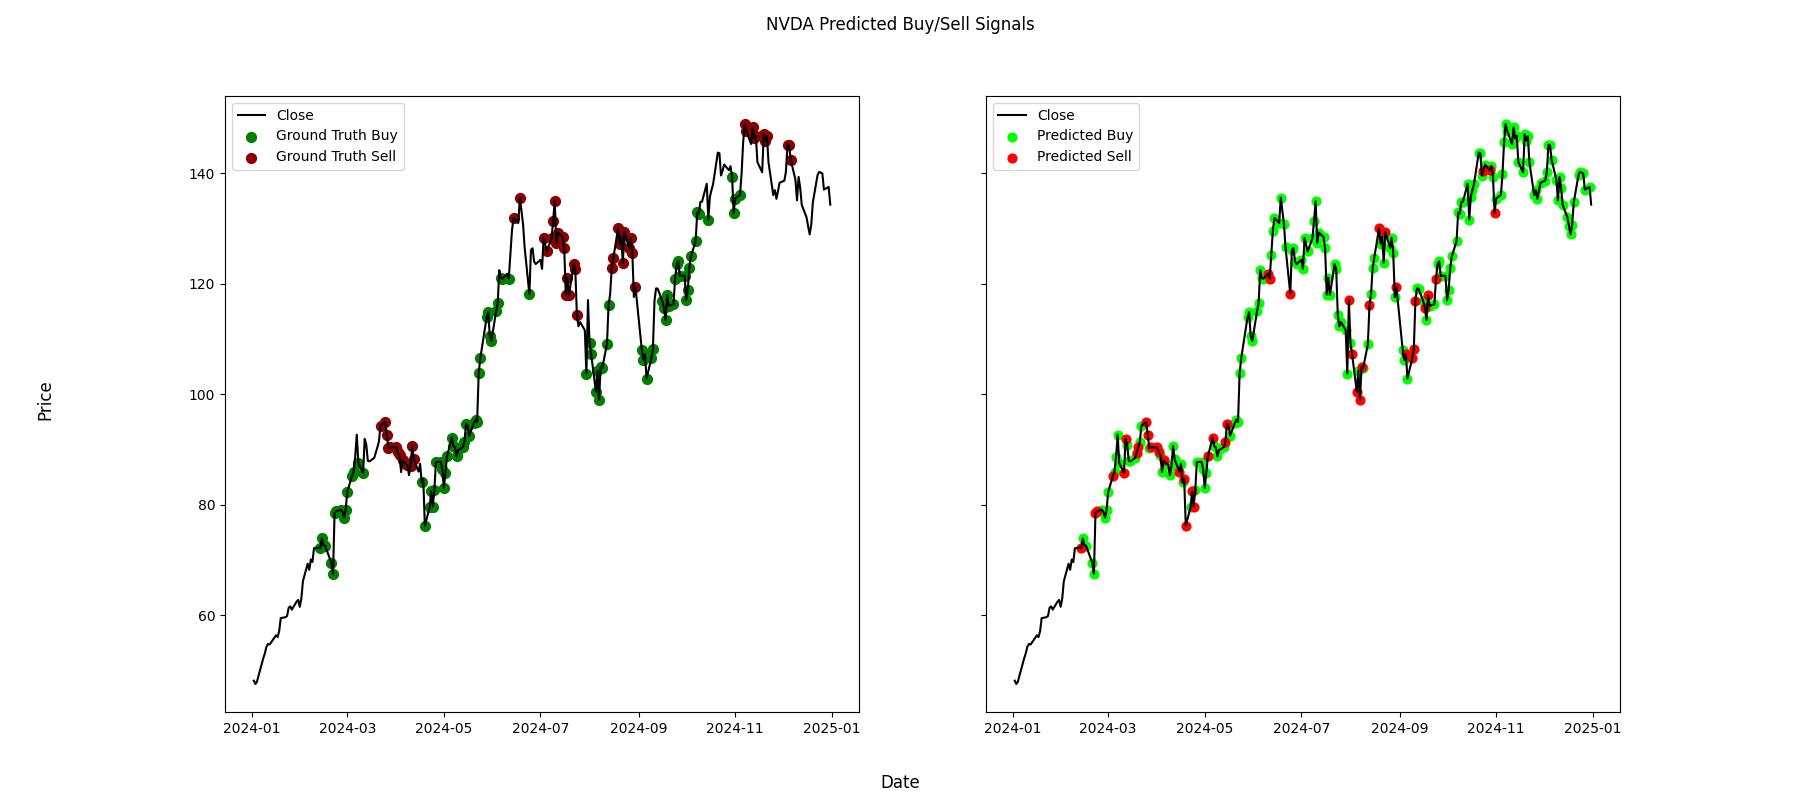 NVDA Predicted Buy/Sell Signals
Close
Ground Truth Buy
Ground Truth Sell
Close
Predicted Buy
Predicted Sell
140
120
100
80
60
Price
2024-01 2024-03 2024-05 2024-07 2024-09 2024-11 2025-01
2024-01 2024-03 2024-05 2024-07 2024-09 2024-11 2025-01
Date